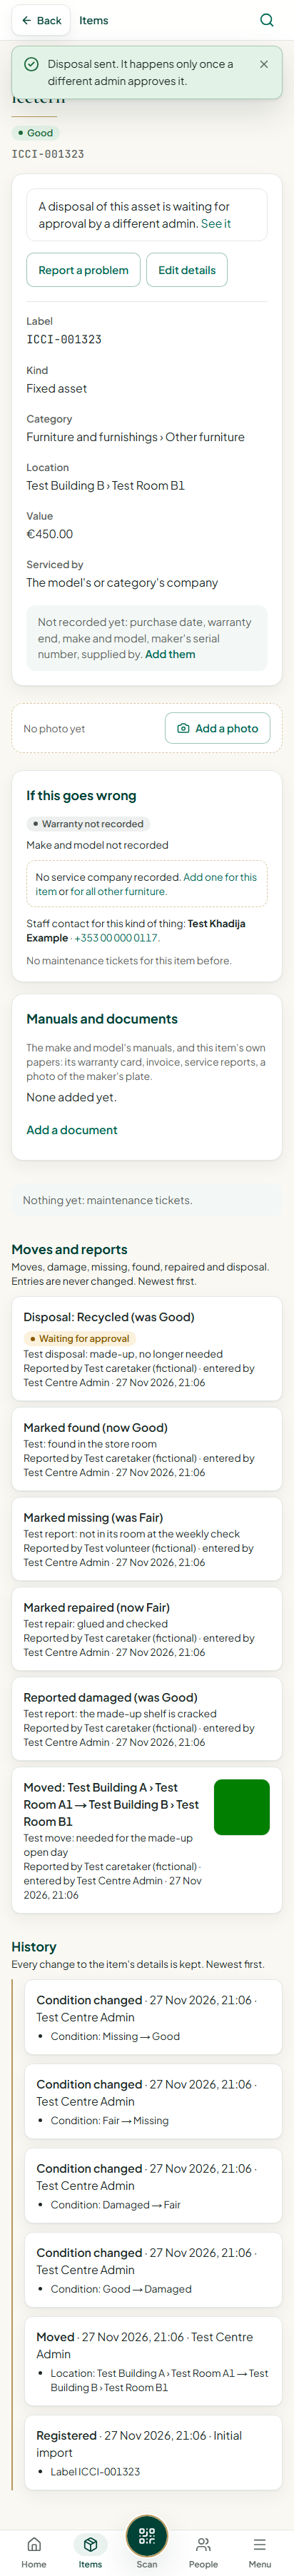 Back
Items
Disposal sent. It happens only once a
different admin approves it.
Good
ICCI-001323
A disposal of this asset is waiting for
approval by a different admin. See it
Report a problem
Edit details
Label
ICCI-001323
Kind
Fixed asset
Category
Furniture and furnishings › Other furniture
Location
Test Building B › Test Room B1
Value
€450.00
Serviced by
The model's or category's company
Not recorded yet: purchase date, warranty
end, make and model, maker's serial
number, supplied by. Add them
No photo yet
Add a photo
If this goes wrong
Warranty not recorded
Make and model not recorded
No service company recorded. Add one for this
item or for all other furniture.
Staff contact for this kind of thing: Test Khadija
Example · +353 00 000 0117.
No maintenance tickets for this item before.
Manuals and documents
The make and model's manuals, and this item's own
papers: its warranty card, invoice, service reports, a
photo of the maker's plate.
None added yet.
Add a document
Nothing yet: maintenance tickets.
Moves and reports
Moves, damage, missing, found, repaired and disposal.
Entries are never changed. Newest first.
Disposal: Recycled (was Good)
Waiting for approval
Test disposal: made-up, no longer needed
Reported by Test caretaker (fictional) · entered by
Test Centre Admin · 27 Nov 2026, 21:06
Marked found (now Good)
Test: found in the store room
Reported by Test volunteer (fictional) · entered by
Test Centre Admin · 27 Nov 2026, 21:06
Marked missing (was Fair)
Test report: not in its room at the weekly check
Reported by Test volunteer (fictional) · entered by
Test Centre Admin · 27 Nov 2026, 21:06
Marked repaired (now Fair)
Test repair: glued and checked
Reported by Test caretaker (fictional) · entered by
Test Centre Admin · 27 Nov 2026, 21:06
Reported damaged (was Good)
Test report: the made-up shelf is cracked
Reported by Test caretaker (fictional) · entered by
Test Centre Admin · 27 Nov 2026, 21:06
Moved: Test Building A › Test
Room A1 → Test Building B › Test
Room B1
Test move: needed for the made-up
open day
Reported by Test caretaker (fictional) ·
entered by Test Centre Admin · 27 Nov
2026, 21:06
History
Every change to the item's details is kept. Newest first.
Condition changed · 27 Nov 2026, 21:06 ·
Test Centre Admin
• Condition: Missing → Good
Condition changed · 27 Nov 2026, 21:06 ·
Test Centre Admin
• Condition: Fair → Missing
Condition changed · 27 Nov 2026, 21:06 ·
Test Centre Admin
• Condition: Damaged → Fair
Condition changed · 27 Nov 2026, 21:06 ·
Test Centre Admin
• Condition: Good → Damaged
Moved · 27 Nov 2026, 21:06 · Test Centre
Admin
• Location: Test Building A › Test Room A1 → Test
Building B › Test Room B1
Registered · 27 Nov 2026, 21:06 · Initial
import
• Label ICCI-001323
Home
Items
Scan
People
Menu